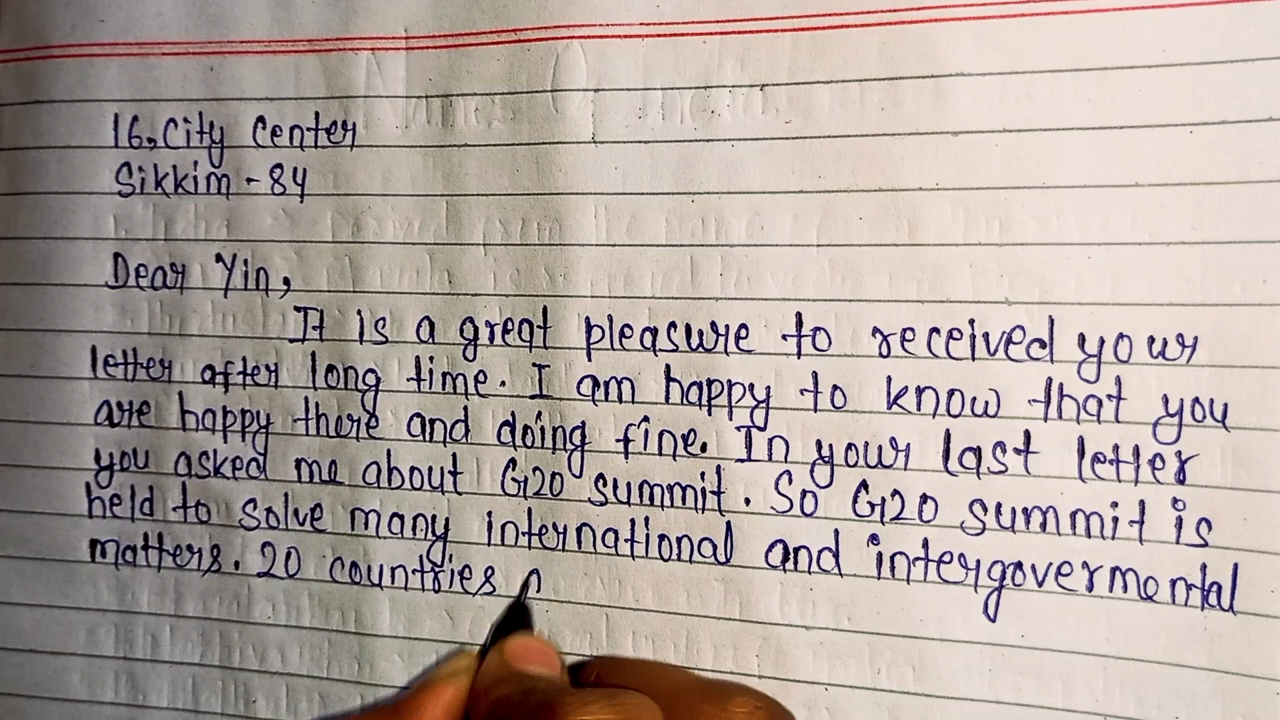 16, City Center
Sikkim - 84
Dear Yin,
It is a great pleasure to received your
letter after long time. I am happy to know that you
are happy there and doing fine. In your last letter
you asked me about G20 summit. So G20 summit is
held to solve many international and intergovermental
matters. 20 countries